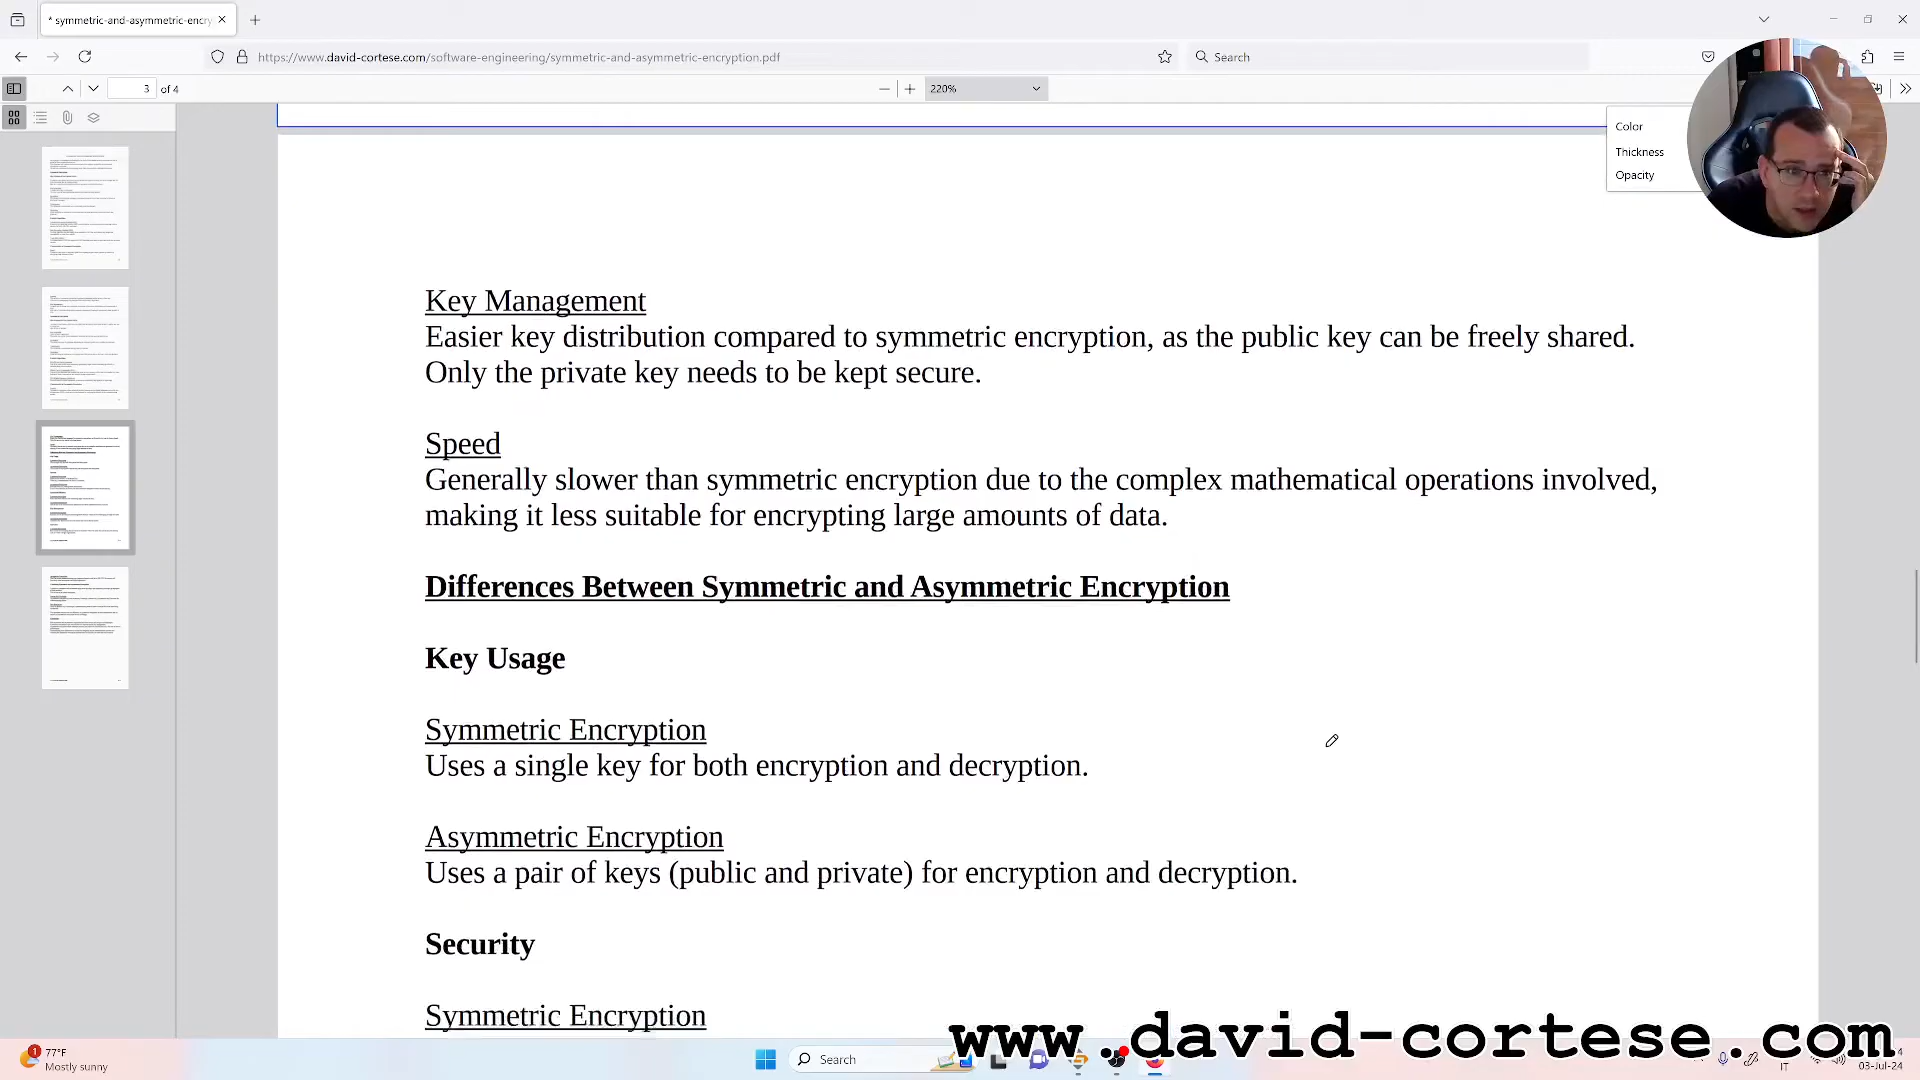 * symmetric-and-asymmetric-encry
https://www.david-cortese.com/software-engineering/symmetric-and-asymmetric-encryption.pdf
Search
3 of 4
220%
Color
Thickness
Opacity
Key Management
Easier key distribution compared to symmetric encryption, as the public key can be freely shared.
Only the private key needs to be kept secure.
Speed
Generally slower than symmetric encryption due to the complex mathematical operations involved,
making it less suitable for encrypting large amounts of data.
Differences Between Symmetric and Asymmetric Encryption
Key Usage
Symmetric Encryption
Uses a single key for both encryption and decryption.
Asymmetric Encryption
Uses a pair of keys (public and private) for encryption and decryption.
Security
Symmetric Encryption
www.david-cortese.com
1
77°F
Mostly sunny
Search
IT
03-Jul-24